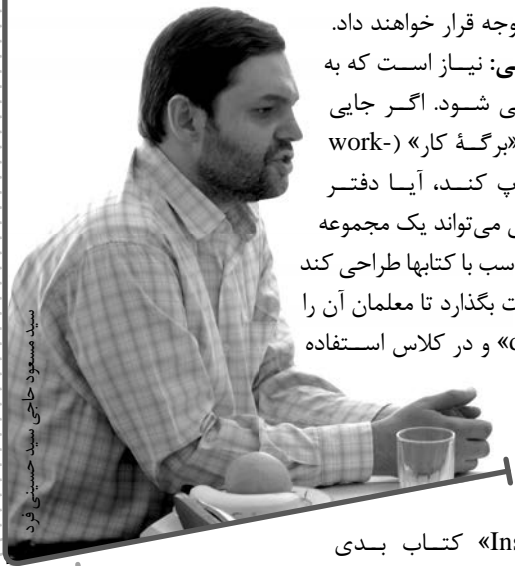 وجه قرار خواهند داد.
ی: نیاز است که به
ی شود. اگر جایی
«برگهٔ کار» (work-
پ کند، آیا دفتر
ی می‌تواند یک مجموعه
سب با کتابها طراحی کند
ت بگذارد تا معلمان آن را
c» و در کلاس استفاده
سید مسعود حاجی سید حسینی فرد
Ins» کتاب بدی